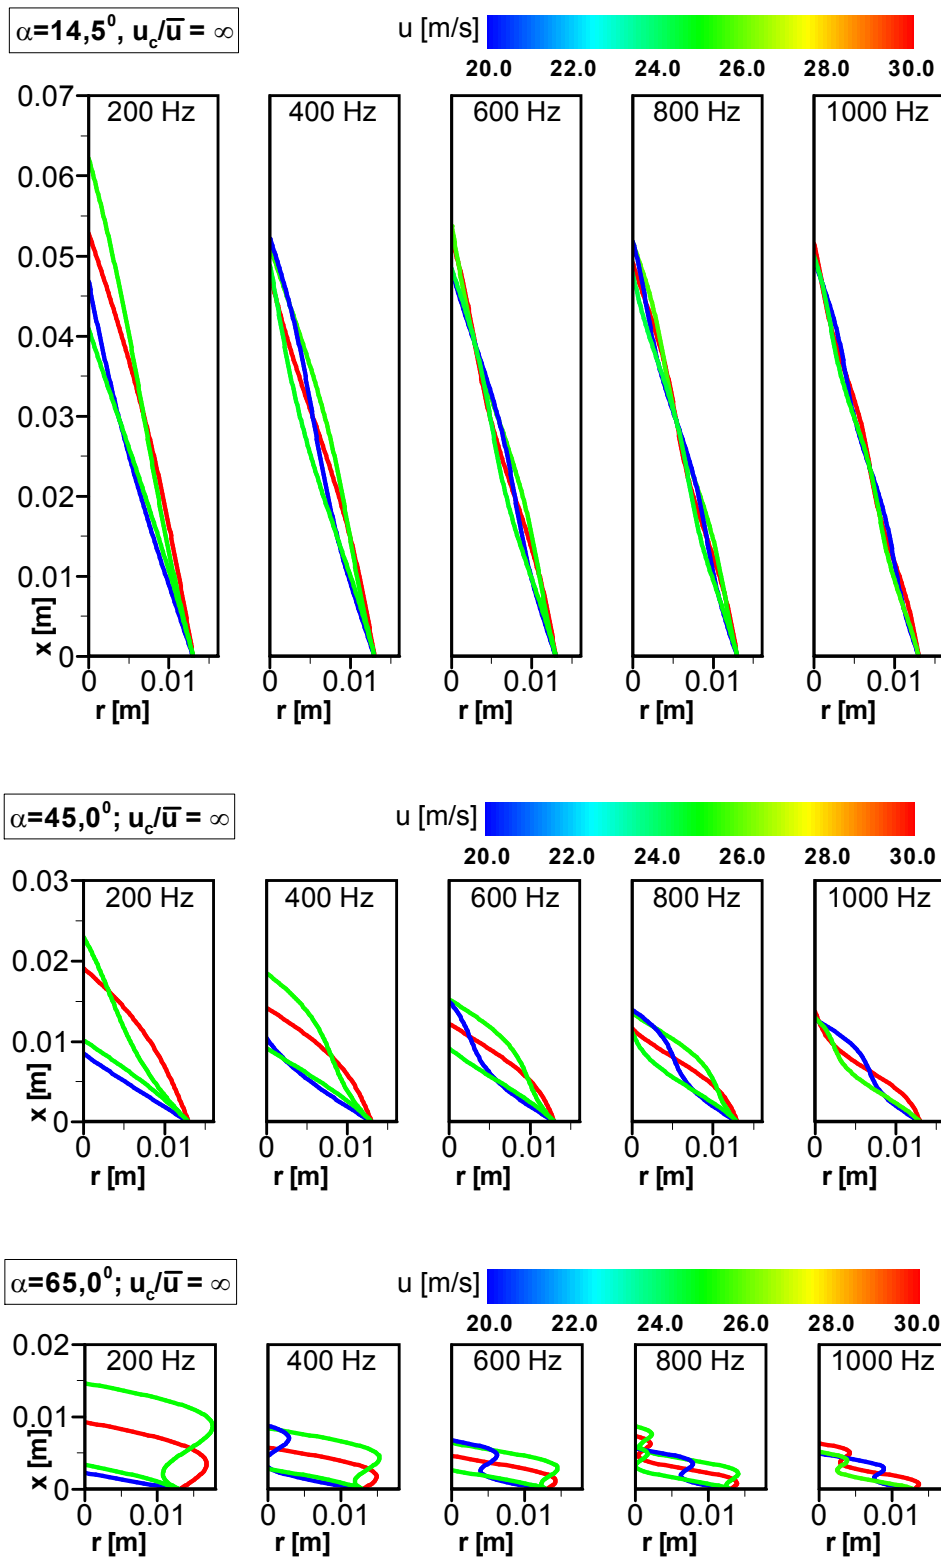 α=14,5⁰, u_c/u̅ = ∞
u [m/s]
20.0 22.0 24.0 26.0 28.0 30.0
200 Hz 400 Hz 600 Hz 800 Hz 1000 Hz
0.07
0.06
0.05
0.04
0.03
0.02
0.01
0
x [m]
0 0.01 0 0.01 0 0.01 0 0.01 0 0.01
r [m] r [m] r [m] r [m] r [m]
α=45,0⁰; u_c/u̅ = ∞
u [m/s]
20.0 22.0 24.0 26.0 28.0 30.0
200 Hz 400 Hz 600 Hz 800 Hz 1000 Hz
0.03
0.02
0.01
0
x [m]
0 0.01 0 0.01 0 0.01 0 0.01 0 0.01
r [m] r [m] r [m] r [m] r [m]
α=65,0⁰; u_c/u̅ = ∞
u [m/s]
20.0 22.0 24.0 26.0 28.0 30.0
200 Hz 400 Hz 600 Hz 800 Hz 1000 Hz
0.02
0.01
0
x [m]
0 0.01 0 0.01 0 0.01 0 0.01 0 0.01
r [m] r [m] r [m] r [m] r [m]